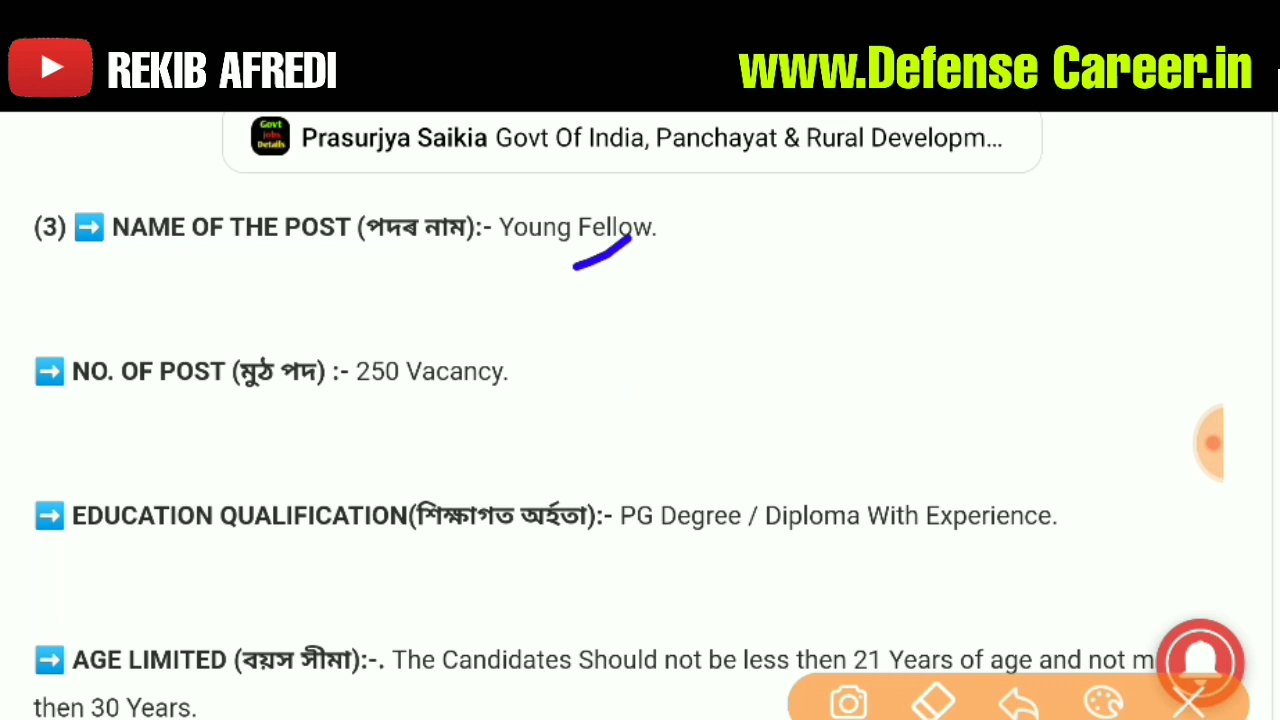 REKIB AFREDI
www.Defense Career.in
Govt
jobs
Details
Prasurjya Saikia Govt Of India, Panchayat & Rural Developm...
(3) ➡ NAME OF THE POST (পদৰ নাম):- Young Fellow.
➡ NO. OF POST (মুঠ পদ) :- 250 Vacancy.
➡ EDUCATION QUALIFICATION(শিক্ষাগত অৰ্হতা):- PG Degree / Diploma With Experience.
➡ AGE LIMITED (বয়স সীমা):-. The Candidates Should not be less then 21 Years of age and not m
then 30 Years.